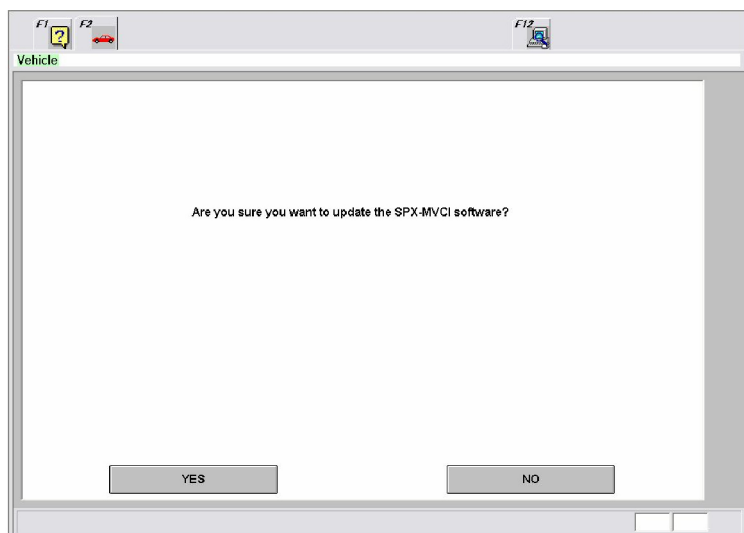 F1 F2 F12
Vehicle
Are you sure you want to update the SPX-MVCI software?
YES NO